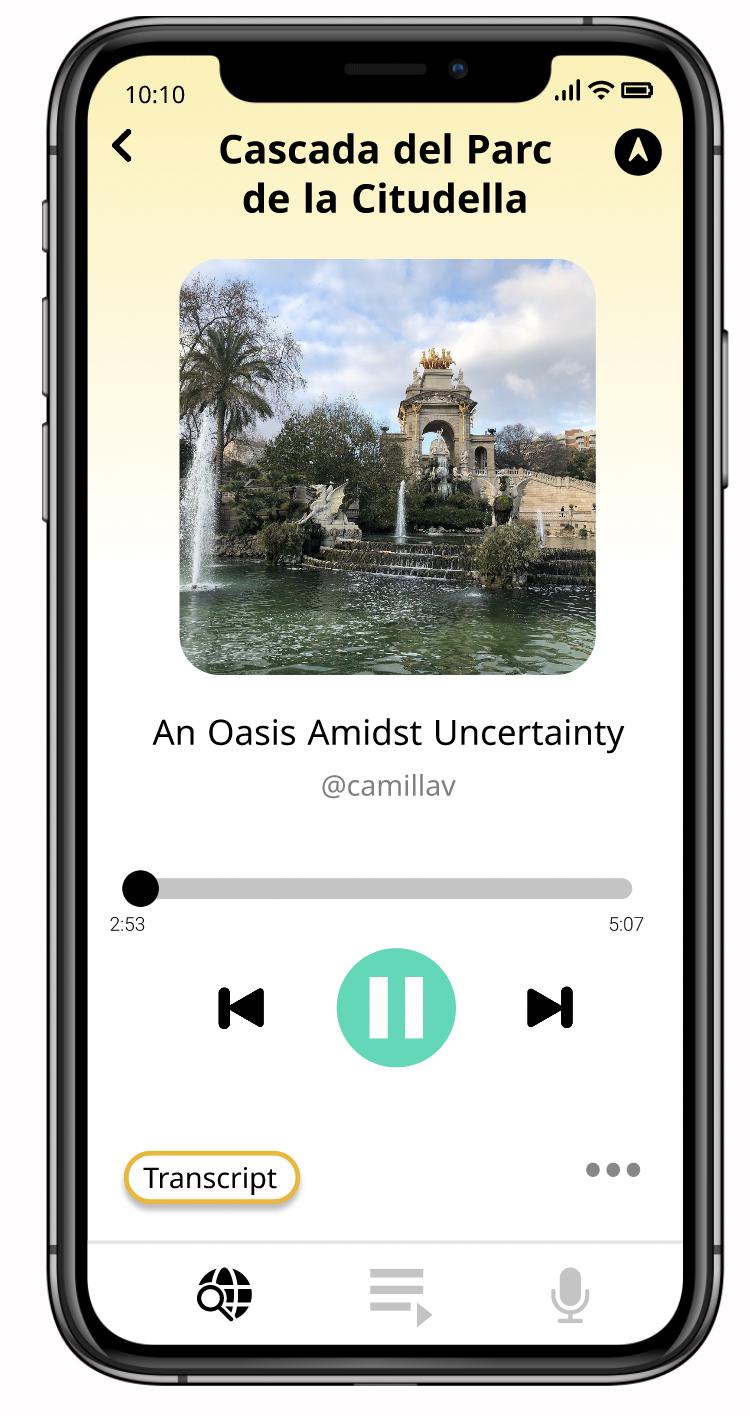 10:10
Cascada del Parc
de la Citudella
An Oasis Amidst Uncertainty
@camillav
2:53 5:07
Transcript